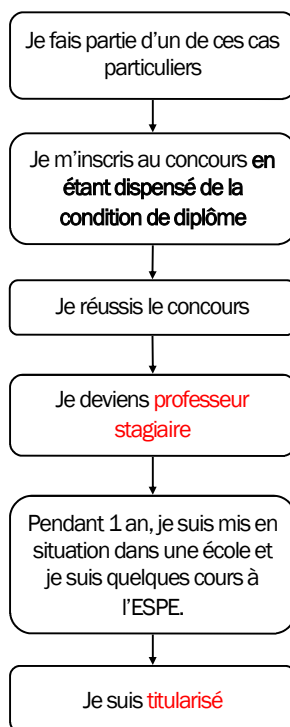 Je fais partie d’un de ces cas
particuliers
Je m’inscris au concours en
étant dispensé de la
condition de diplôme
Je réussis le concours
Je deviens professeur
stagiaire
Pendant 1 an, je suis mis en
situation dans une école et
je suis quelques cours à
l’ESPE.
Je suis titularisé